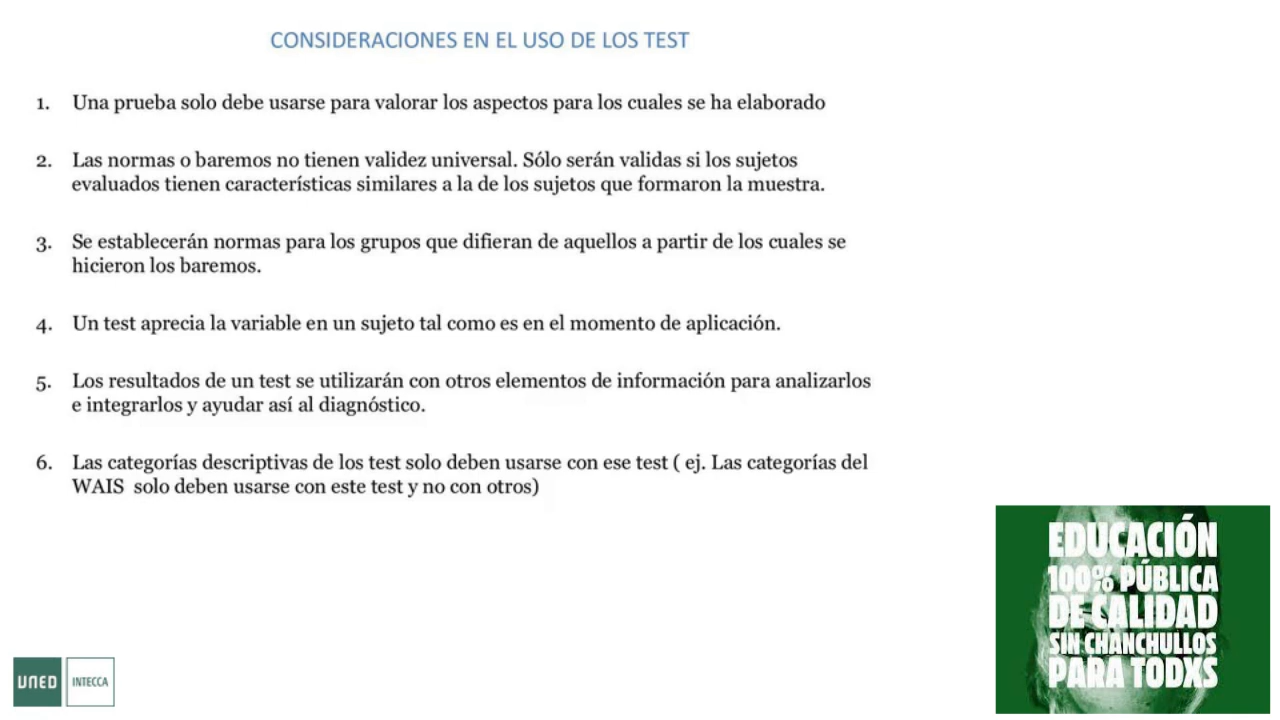 CONSIDERACIONES EN EL USO DE LOS TEST
1. Una prueba solo debe usarse para valorar los aspectos para los cuales se ha elaborado
2. Las normas o baremos no tienen validez universal. Sólo serán validas si los sujetos
evaluados tienen características similares a la de los sujetos que formaron la muestra.
3. Se establecerán normas para los grupos que difieran de aquellos a partir de los cuales se
hicieron los baremos.
4. Un test aprecia la variable en un sujeto tal como es en el momento de aplicación.
5. Los resultados de un test se utilizarán con otros elementos de información para analizarlos
e integrarlos y ayudar así al diagnóstico.
6. Las categorías descriptivas de los test solo deben usarse con ese test ( ej. Las categorías del
WAIS solo deben usarse con este test y no con otros)
EDUCACIÓN
100% PÚBLICA
DE CALIDAD
SIN CHANCHULLOS
PARA TODXS
UNED INTECCA